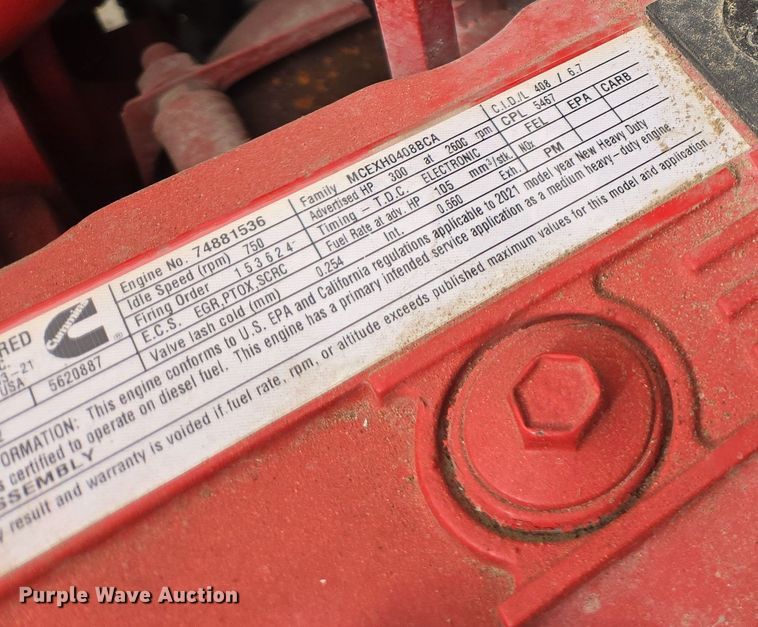 Engine No. 74881536
Idle Speed (rpm) 750
Firing Order 1 5 3 6 2 4
E.C.S. EGR,PTOX,SCRC
Valve lash cold (mm) 0.254 Int. 0.660 Exh.
Family MCEXH0408BCA
Advertised HP 300 at 2600 rpm
Timing – T.D.C. ELECTRONIC
Fuel Rate at adv. HP 105 mm³/stk.
C.I.D./L 408 / 6.7
CPL 5467
FEL EPA CARB
NOx
PM
RED
Cummins
®
3-21
USA 5620887
ORMATION: This engine conforms to U.S. EPA and California regulations applicable to 2021 model year New Heavy Duty
s certified to operate on diesel fuel. This engine has a primary intended service application as a medium heavy-duty engine.
SSEMBLY
y result and warranty is voided if fuel rate, rpm, or altitude exceeds published maximum values for this model and application.
Purple Wave Auction